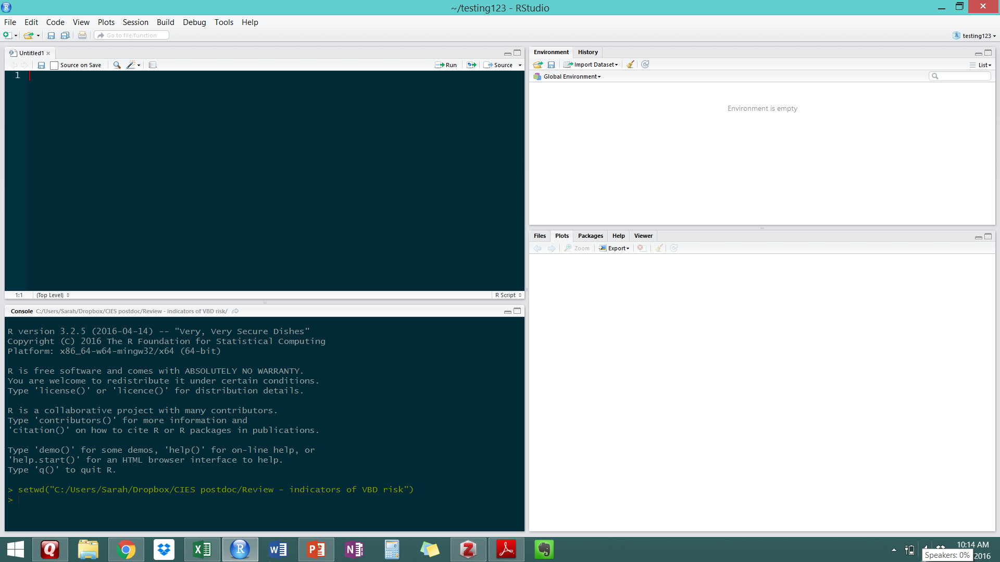 ~/testing123 - RStudio
File Edit Code View Plots Session Build Debug Tools Help
Go to file/function
testing123
Untitled1
Source on Save
Run
Source
1
1:1
(Top Level)
R Script
Console C:/Users/Sarah/Dropbox/CIES postdoc/Review - indicators of VBD risk/
R version 3.2.5 (2016-04-14) -- "Very, Very Secure Dishes"
Copyright (C) 2016 The R Foundation for Statistical Computing
Platform: x86_64-w64-mingw32/x64 (64-bit)
R is free software and comes with ABSOLUTELY NO WARRANTY.
You are welcome to redistribute it under certain conditions.
Type 'license()' or 'licence()' for distribution details.
R is a collaborative project with many contributors.
Type 'contributors()' for more information and
'citation()' on how to cite R or R packages in publications.
Type 'demo()' for some demos, 'help()' for on-line help, or
'help.start()' for an HTML browser interface to help.
Type 'q()' to quit R.
> setwd("C:/Users/Sarah/Dropbox/CIES postdoc/Review - indicators of VBD risk")
>
Environment History
Import Dataset
List
Global Environment
Environment is empty
Files Plots Packages Help Viewer
Zoom
Export
10:14 AM
2016
Speakers: 0%